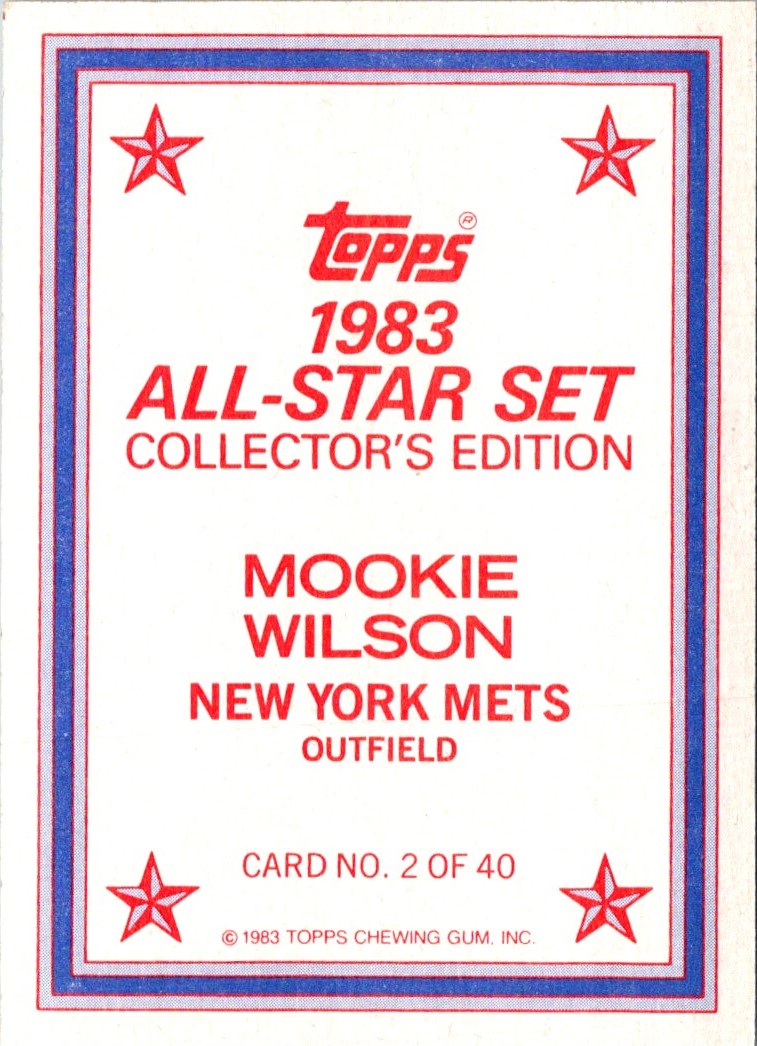 topps®
1983
ALL-STAR SET
COLLECTOR'S EDITION
MOOKIE
WILSON
NEW YORK METS
OUTFIELD
CARD NO. 2 OF 40
© 1983 TOPPS CHEWING GUM, INC.